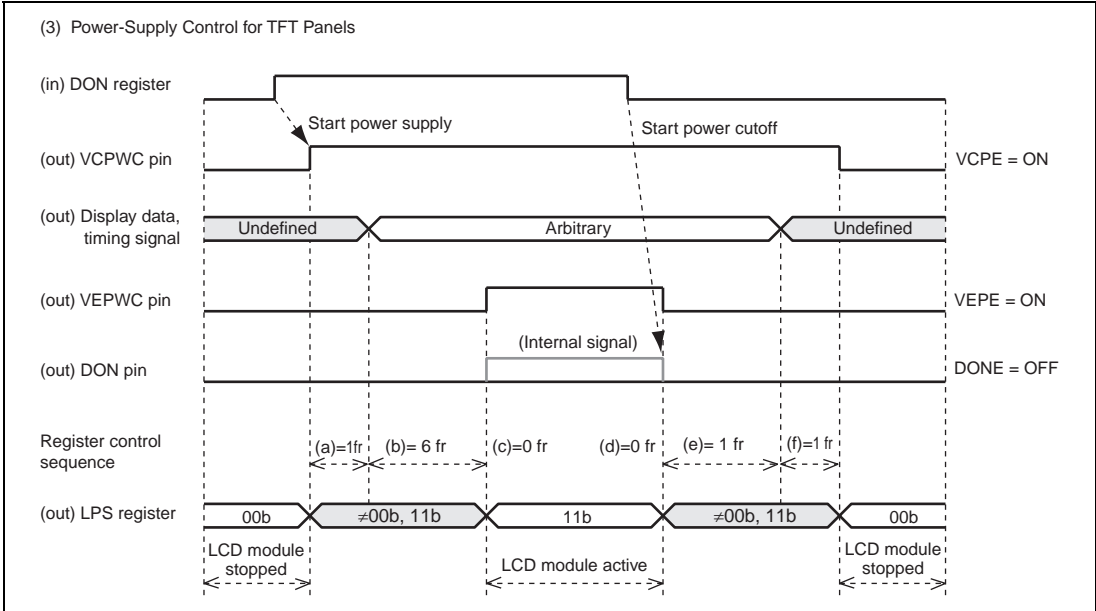 (3) Power-Supply Control for TFT Panels
(in) DON register
Start power supply
Start power cutoff
(out) VCPWC pin
VCPE = ON
(out) Display data,
timing signal
Undefined
Arbitrary
Undefined
(out) VEPWC pin
VEPE = ON
(Internal signal)
(out) DON pin
DONE = OFF
Register control
sequence
(a)=1fr
(b)= 6 fr
(c)=0 fr
(d)=0 fr
(e)= 1 fr
(f)=1 fr
(out) LPS register
00b
≠00b, 11b
11b
≠00b, 11b
00b
LCD module
stopped
LCD module active
LCD module
stopped